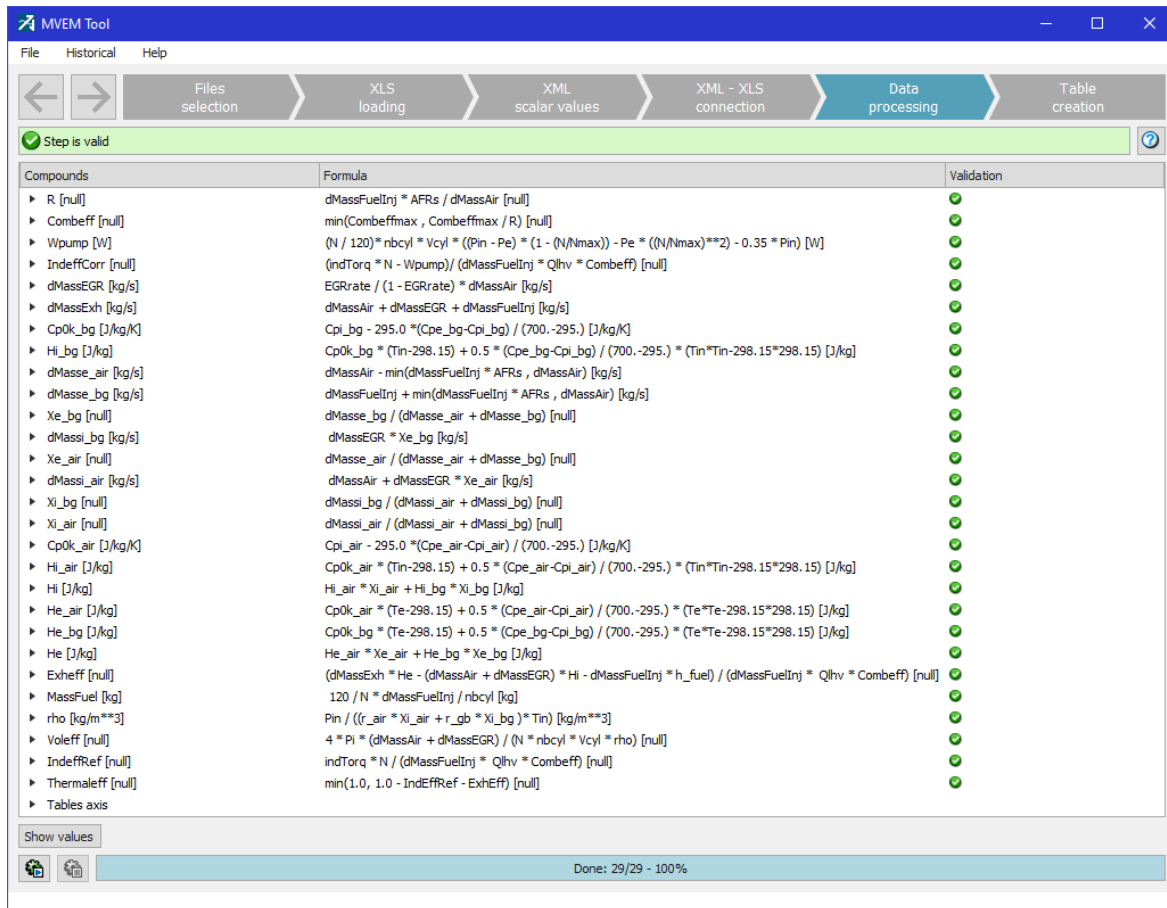 MVEM Tool
File Historical Help
Files selection
XLS loading
XML scalar values
XML - XLS connection
Data processing
Table creation
Step is valid
Compounds Formula Validation
R [null] dMassFuelInj * AFRs / dMassAir [null]
Combeff [null] min(Combeffmax , Combeffmax / R) [null]
Wpump [W] (N / 120)* nbcyl * Vcyl * ((Pin - Pe) * (1 - (N/Nmax)) - Pe * ((N/Nmax)**2) - 0.35 * Pin) [W]
IndeffCorr [null] (indTorq * N - Wpump)/ (dMassFuelInj * Qlhv * Combeff) [null]
dMassEGR [kg/s] EGRrate / (1 - EGRrate) * dMassAir [kg/s]
dMassExh [kg/s] dMassAir + dMassEGR + dMassFuelInj [kg/s]
Cp0k_bg [J/kg/K] Cpi_bg - 295.0 *(Cpe_bg-Cpi_bg) / (700.-295.) [J/kg/K]
Hi_bg [J/kg] Cp0k_bg * (Tin-298.15) + 0.5 * (Cpe_bg-Cpi_bg) / (700.-295.) * (Tin*Tin-298.15*298.15) [J/kg]
dMasse_air [kg/s] dMassAir - min(dMassFuelInj * AFRs , dMassAir) [kg/s]
dMasse_bg [kg/s] dMassFuelInj + min(dMassFuelInj * AFRs , dMassAir) [kg/s]
Xe_bg [null] dMasse_bg / (dMasse_air + dMasse_bg) [null]
dMassi_bg [kg/s] dMassEGR * Xe_bg [kg/s]
Xe_air [null] dMasse_air / (dMasse_air + dMasse_bg) [null]
dMassi_air [kg/s] dMassAir + dMassEGR * Xe_air [kg/s]
Xi_bg [null] dMassi_bg / (dMassi_air + dMassi_bg) [null]
Xi_air [null] dMassi_air / (dMassi_air + dMassi_bg) [null]
Cp0k_air [J/kg/K] Cpi_air - 295.0 *(Cpe_air-Cpi_air) / (700.-295.) [J/kg/K]
Hi_air [J/kg] Cp0k_air * (Tin-298.15) + 0.5 * (Cpe_air-Cpi_air) / (700.-295.) * (Tin*Tin-298.15*298.15) [J/kg]
Hi [J/kg] Hi_air * Xi_air + Hi_bg * Xi_bg [J/kg]
He_air [J/kg] Cp0k_air * (Te-298.15) + 0.5 * (Cpe_air-Cpi_air) / (700.-295.) * (Te*Te-298.15*298.15) [J/kg]
He_bg [J/kg] Cp0k_bg * (Te-298.15) + 0.5 * (Cpe_bg-Cpi_bg) / (700.-295.) * (Te*Te-298.15*298.15) [J/kg]
He [J/kg] He_air * Xe_air + He_bg * Xe_bg [J/kg]
Exheff [null] (dMassExh * He - (dMassAir + dMassEGR) * Hi - dMassFuelInj * h_fuel) / (dMassFuelInj * Qlhv * Combeff) [null]
MassFuel [kg] 120 / N * dMassFuelInj / nbcyl [kg]
rho [kg/m**3] Pin / ((r_air * Xi_air + r_gb * Xi_bg )* Tin) [kg/m**3]
Voleff [null] 4 * Pi * (dMassAir + dMassEGR) / (N * nbcyl * Vcyl * rho) [null]
IndeffRef [null] indTorq * N / (dMassFuelInj * Qlhv * Combeff) [null]
Thermaleff [null] min(1.0, 1.0 - IndEffRef - ExhEff) [null]
Tables axis
Show values
Done: 29/29 - 100%